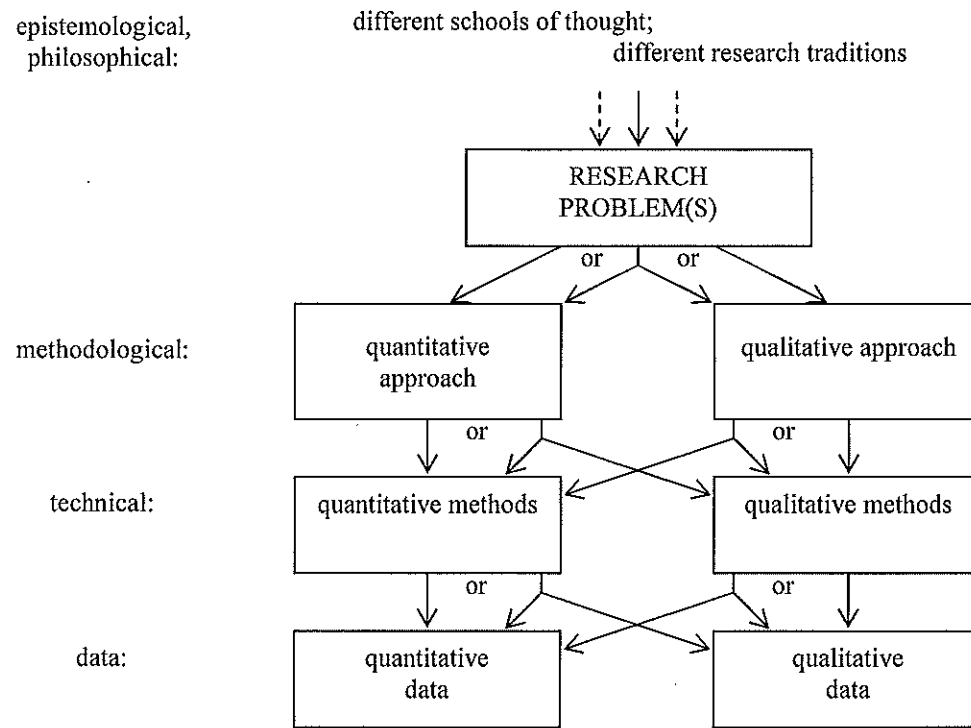 epistemological,
philosophical:
different schools of thought;
different research traditions
RESEARCH
PROBLEM(S)
or
or
methodological:
quantitative
approach
qualitative approach
or
or
technical:
quantitative methods
qualitative methods
or
or
data:
quantitative
data
qualitative
data